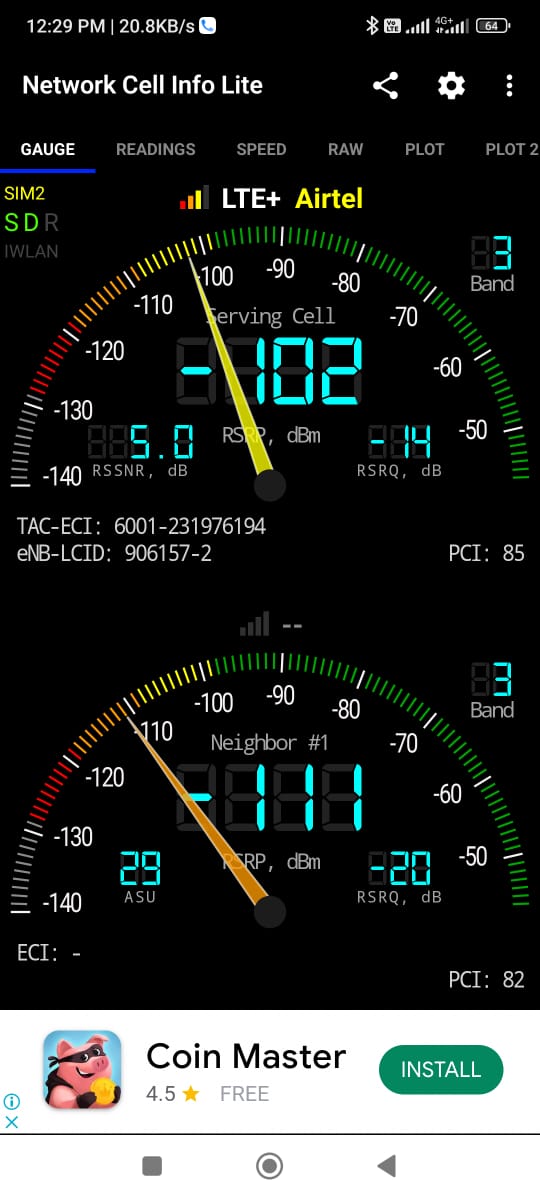 12:29 PM | 20.8KB/s
Vo LTE 4G+ 64
Network Cell Info Lite
GAUGE READINGS SPEED RAW PLOT PLOT 2
SIM2
SDR
IWLAN
LTE+ Airtel
3
Band
-140 -130 -120 -110 -100 -90 -80 -70 -60 -50
Serving Cell
-102
RSRP, dBm
5.0
RSSNR, dB
-14
RSRQ, dB
TAC-ECI: 6001-231976194
eNB-LCID: 906157-2
PCI: 85
--
3
Band
-140 -130 -120 -110 -100 -90 -80 -70 -60 -50
Neighbor #1
-111
RSRP, dBm
29
ASU
-20
RSRQ, dB
ECI: -
PCI: 82
Coin Master
4.5 ★ FREE
INSTALL